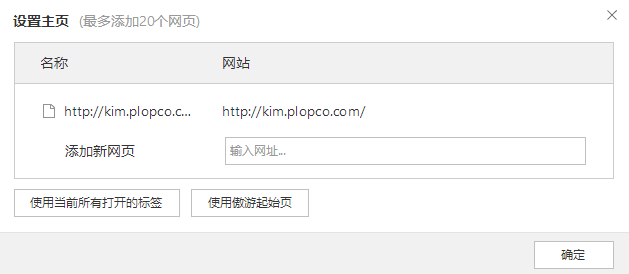 设置主页 (最多添加20个网页)
名称 网站
http://kim.plopco.c... http://kim.plopco.com/
添加新网页 输入网址...
使用当前所有打开的标签 使用傲游起始页
确定